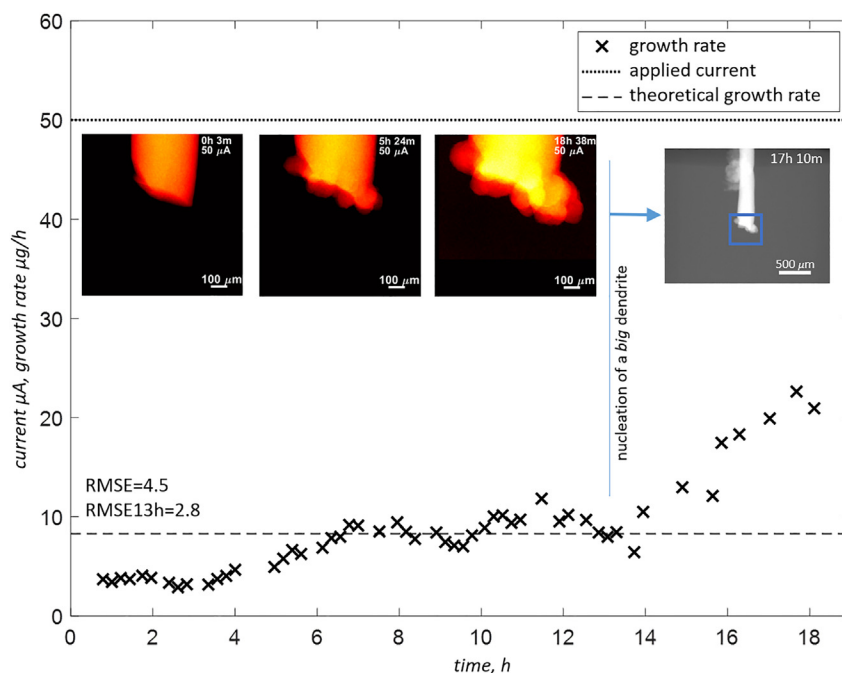 60
50
40
30
20
10
0
current µA, growth rate µg/h
growth rate
applied current
theoretical growth rate
0h 3m
50 µA
100 µm
5h 24m
50 µA
100 µm
18h 38m
50 µA
100 µm
17h 10m
500 µm
nucleation of a big dendrite
RMSE=4.5
RMSE13h=2.8
0 2 4 6 8 10 12 14 16 18
time, h